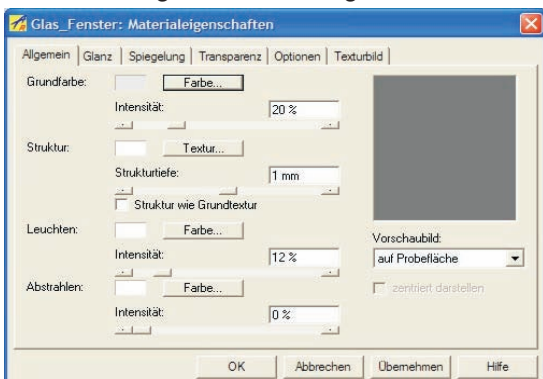 Glas_Fenster: Materialeigenschaften
Allgemein Glanz Spiegelung Transparenz Optionen Texturbild
Grundfarbe: Farbe...
Intensität: 20 %
Struktur: Textur...
Strukturtiefe: 1 mm
Struktur wie Grundtextur
Leuchten: Farbe...
Intensität: 12 %
Abstrahlen: Farbe...
Intensität: 0 %
Vorschaubild:
auf Probefläche
zentriert darstellen
OK Abbrechen Übernehmen Hilfe